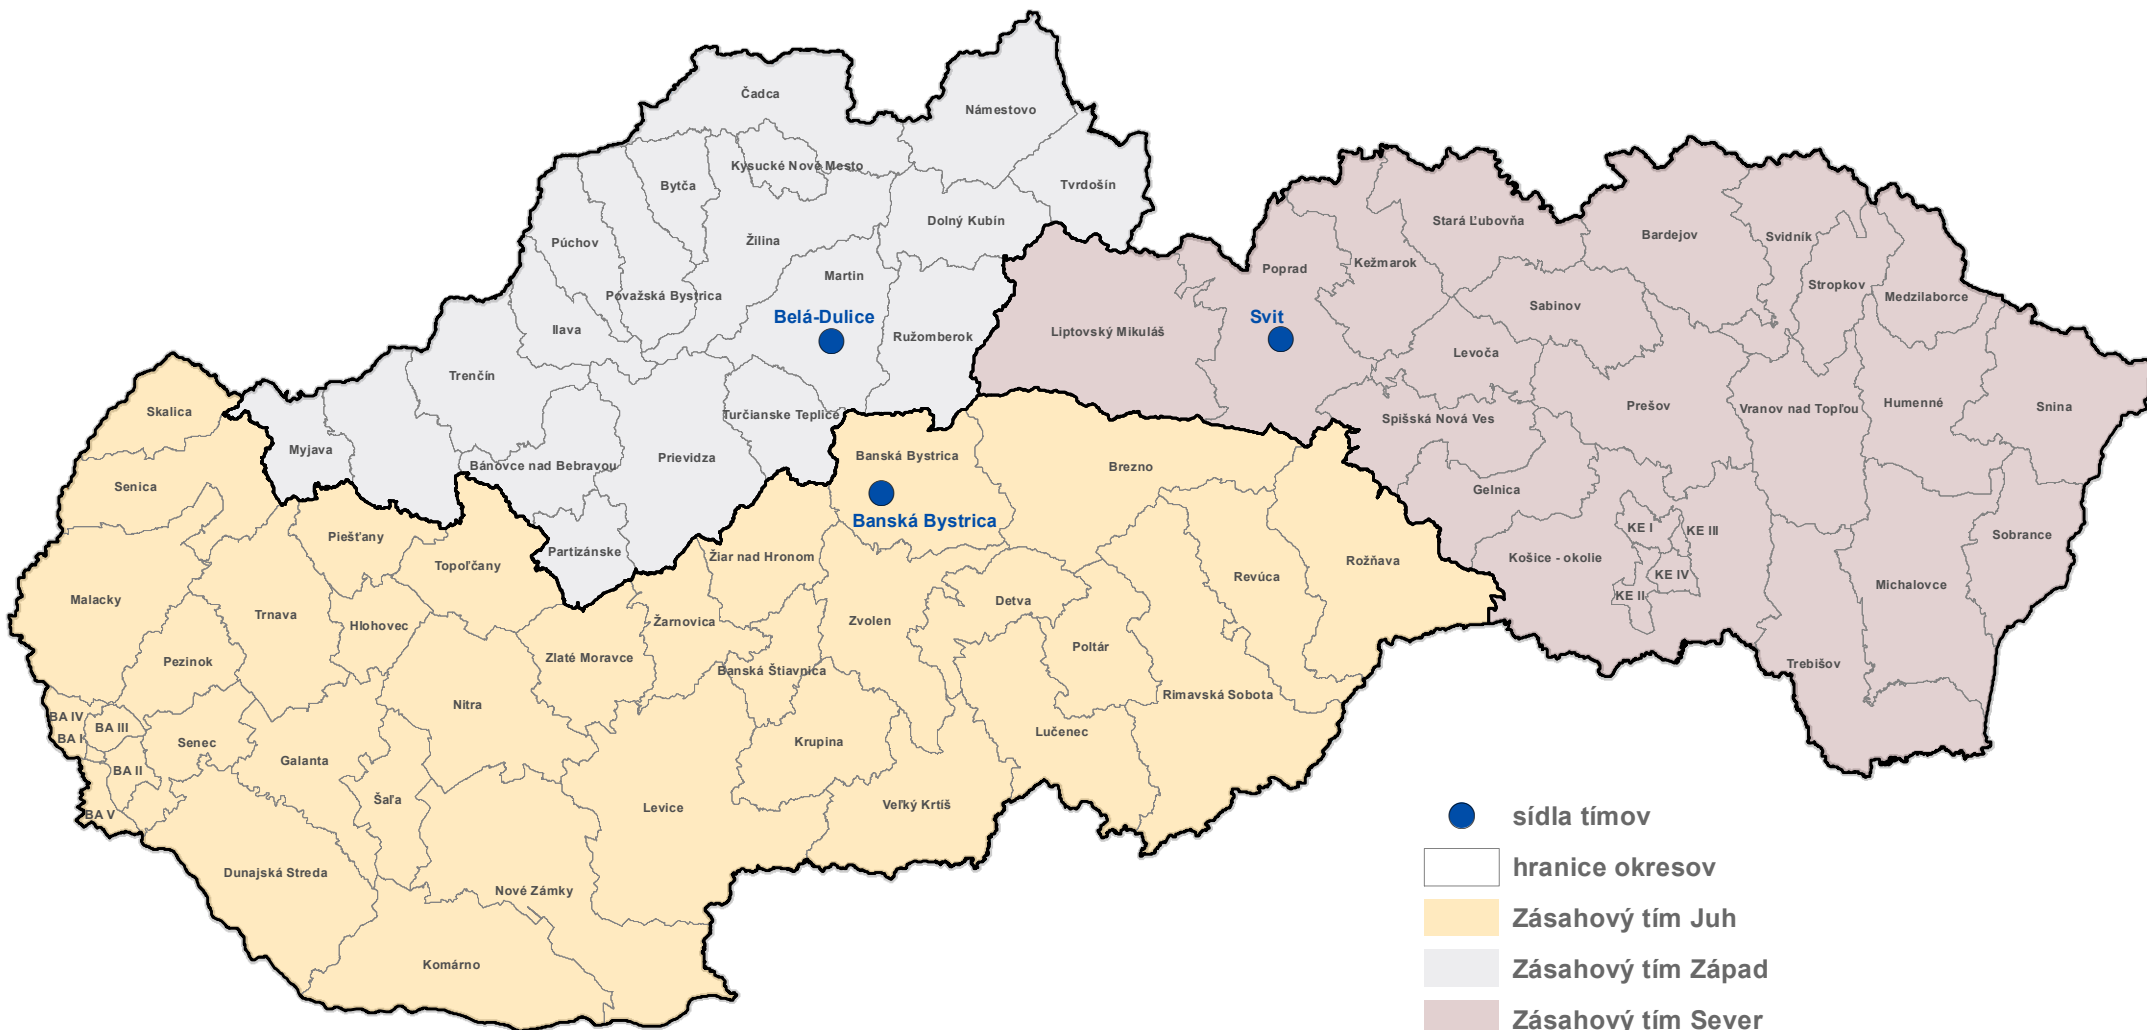 Čadca
Námestovo
Kysucké Nové Mesto
Bytča
Tvrdošín
Dolný Kubín
Stará Ľubovňa
Bardejov
Svidník
Púchov
Žilina
Martin
Poprad
Kežmarok
Stropkov
Medzilaborce
Považská Bystrica
Sabinov
Belá-Dulice
Svit
Ilava
Ružomberok
Liptovský Mikuláš
Levoča
Trenčín
Skalica
Turčianske Teplice
Spišská Nová Ves
Prešov
Vranov nad Topľou
Humenné
Snina
Myjava
Bánovce nad Bebravou
Prievidza
Banská Bystrica
Brezno
Senica
Gelnica
Banská Bystrica
Piešťany
Partizánske
Žiar nad Hronom
KE I
KE III
Sobrance
Topoľčany
Košice - okolie
Rožňava
Revúca
KE IV
Michalovce
KE II
Malacky
Trnava
Hlohovec
Žarnovica
Zvolen
Detva
Poltár
Pezinok
Zlaté Moravce
Banská Štiavnica
Trebišov
Rimavská Sobota
Nitra
BA IV
BA III
BA I
Senec
Krupina
Lučenec
Galanta
BA II
Šaľa
Levice
Veľký Krtíš
BA V
Dunajská Streda
Nové Zámky
Komárno
sídla tímov
hranice okresov
Zásahový tím Juh
Zásahový tím Západ
Zásahový tím Sever